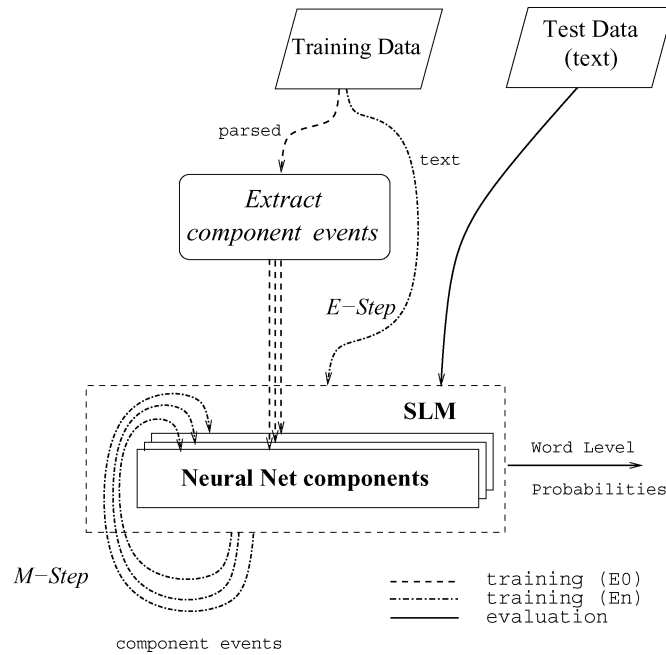 Training Data
Test Data
(text)
parsed
text
Extract
component events
E-Step
SLM
Neural Net components
Word Level
Probabilities
M-Step
component events
training (E0)
training (En)
evaluation